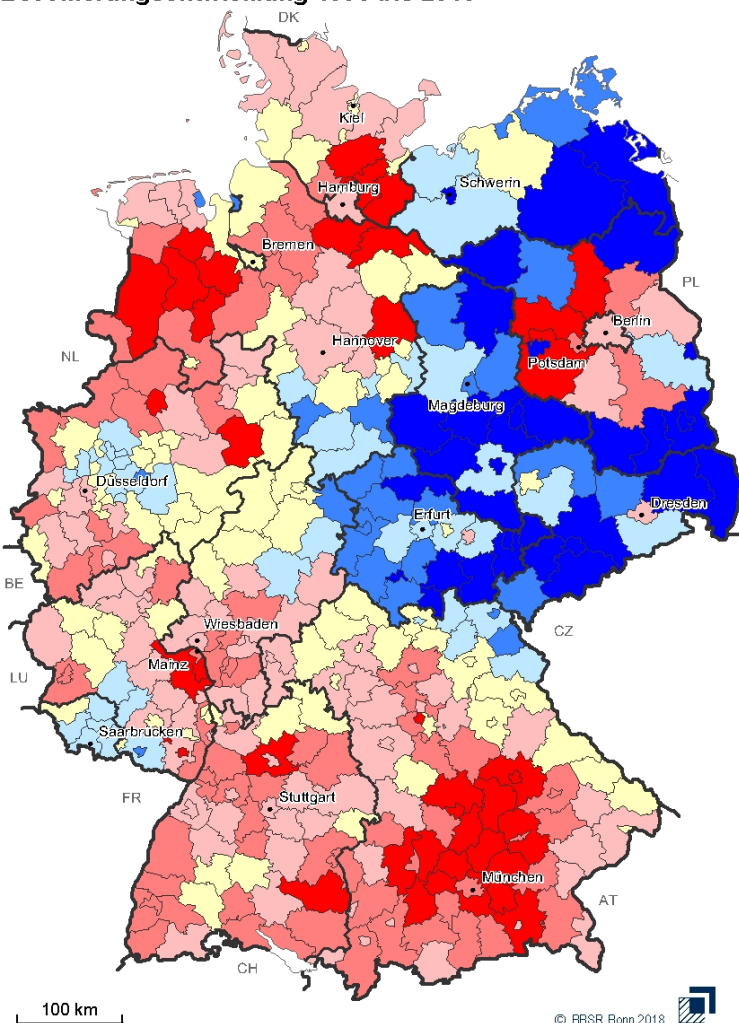 DK
Kiel
Hamburg
Schwerin
Bremen
PL
Berlin
Hannover
NL
Potsdam
Magdeburg
Düsseldorf
Dresden
Erfurt
BE
Wiesbaden
CZ
Mainz
LU
Saarbrücken
FR
Stuttgart
München
AT
CH
100 km
© BBSR Bonn 2018